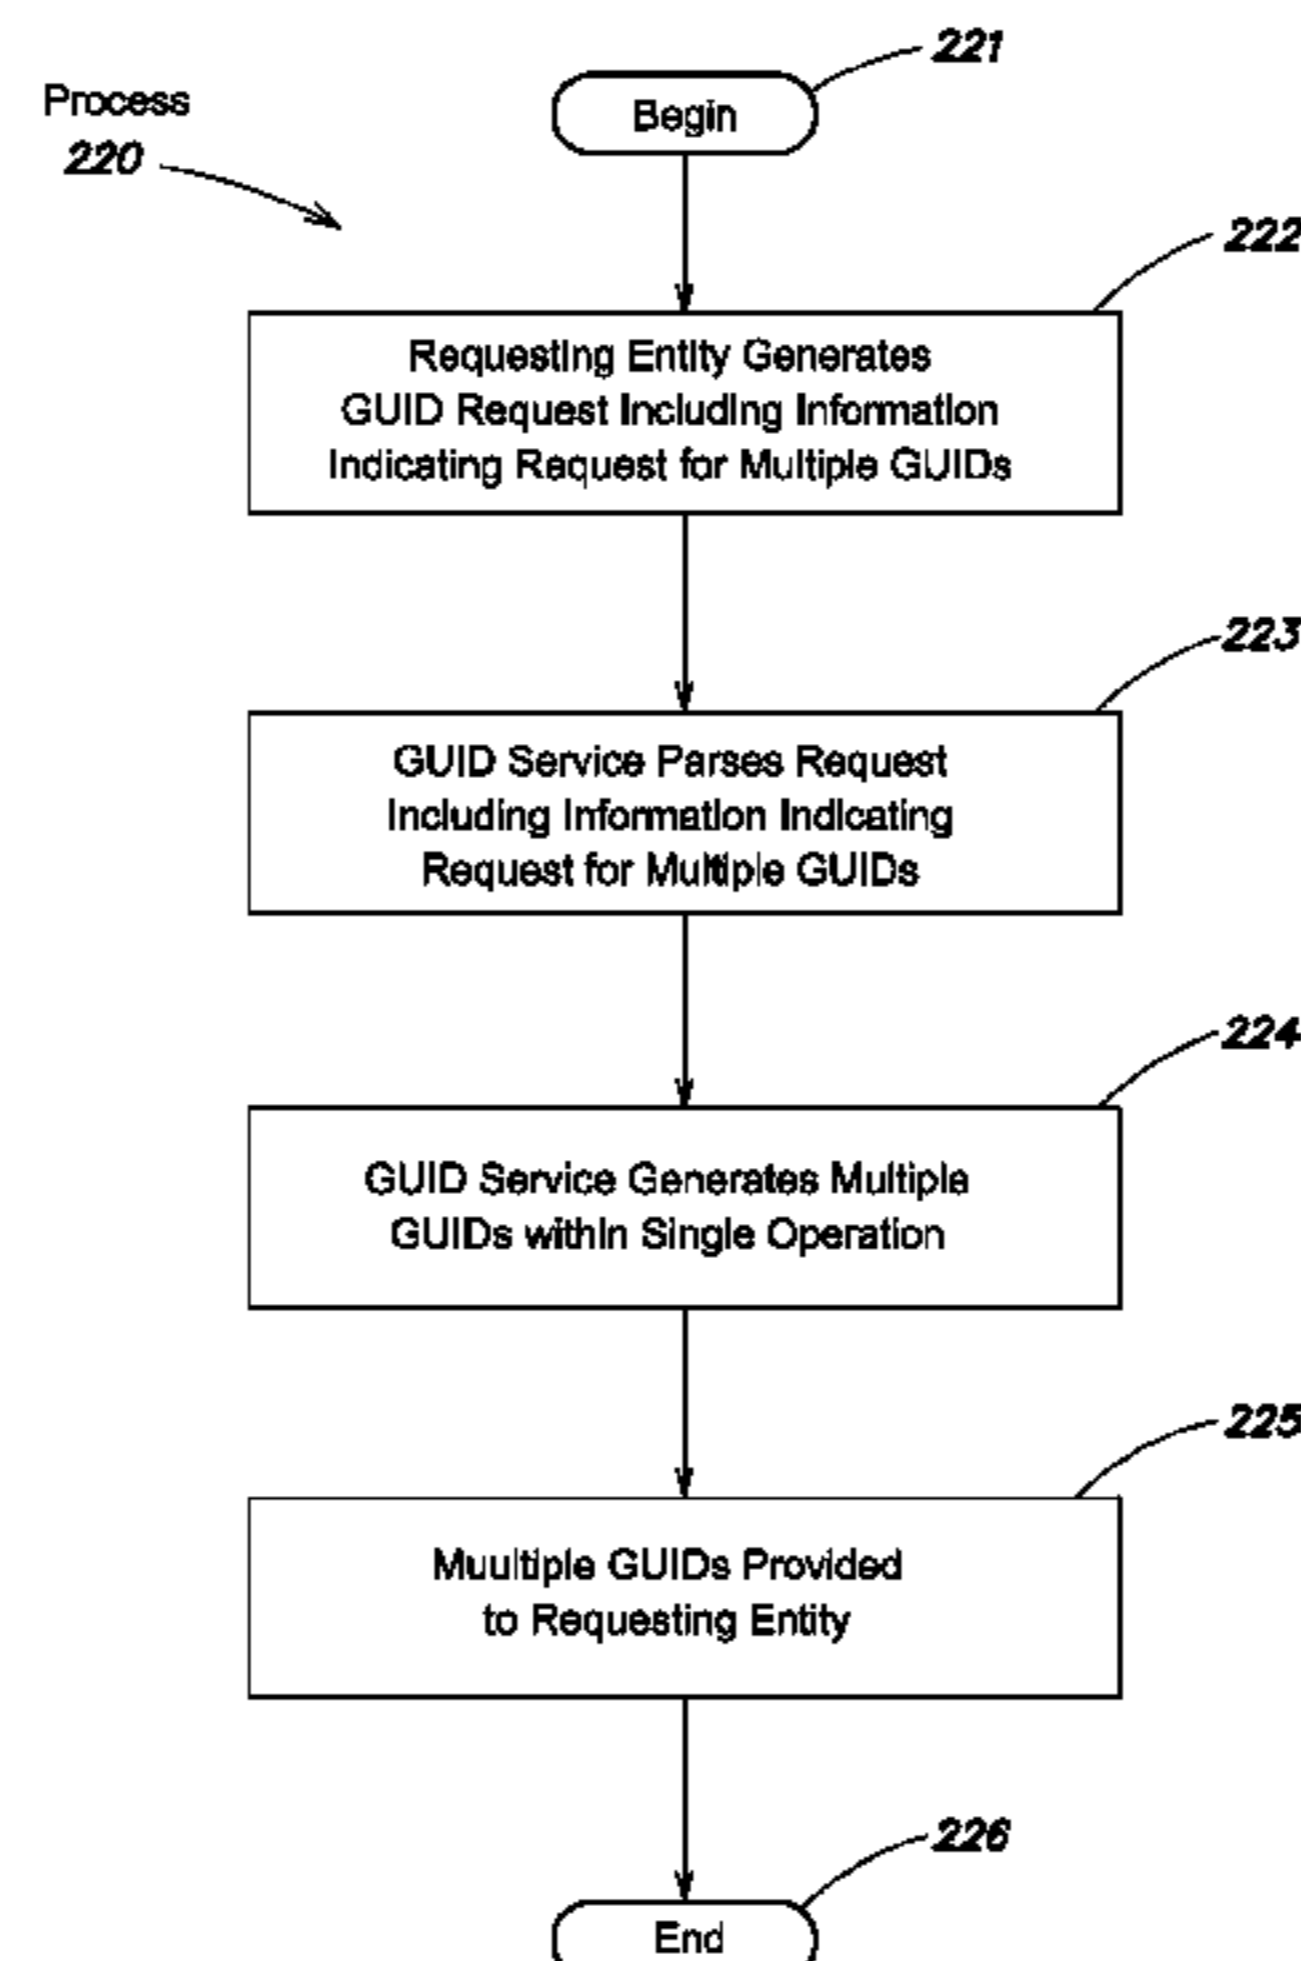 221
Begin
Process
220
222
Requesting Entity Generates
GUID Request Including Information
Indicating Request for Multiple GUIDs
223
GUID Service Parses Request
Including Information Indicating
Request for Multiple GUIDs
224
GUID Service Generates Multiple
GUIDs within Single Operation
225
Muultiple GUIDs Provided
to Requesting Entity
226
End